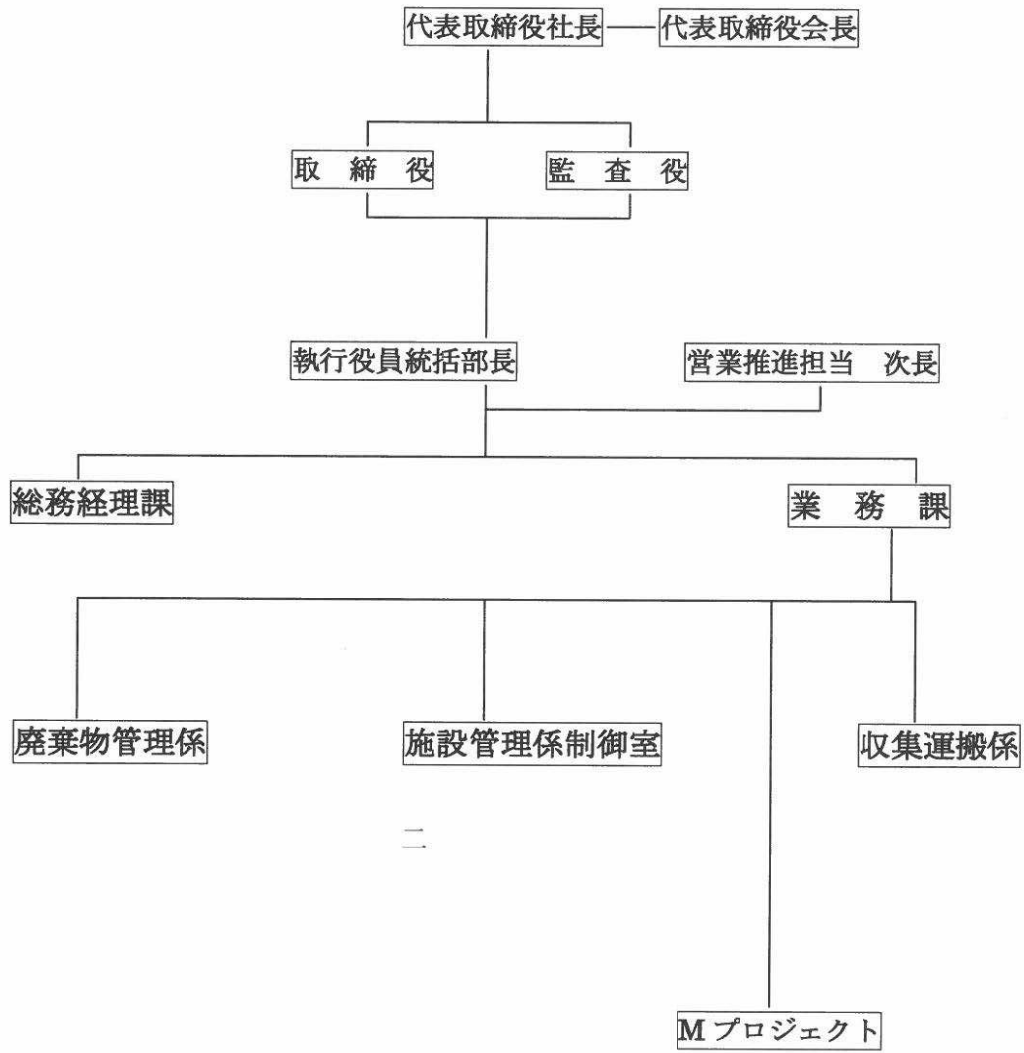 代表取締役社長 代表取締役会長
取 締 役 監 査 役
執行役員統括部長 営業推進担当 次長
総務経理課 業 務 課
廃棄物管理係 施設管理係制御室 収集運搬係
二
Mプロジェクト